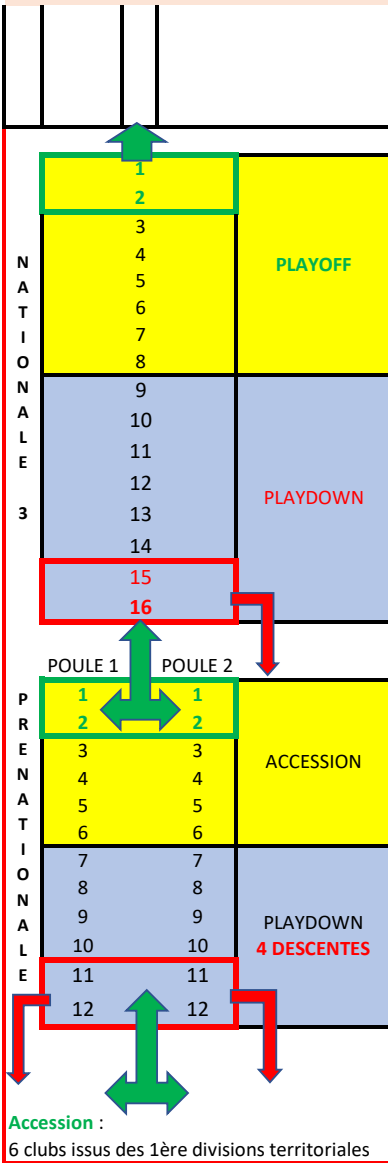 NATIONALE 3
1
2
3
4
5
6
7
8
PLAYOFF
9
10
11
12
13
14
15
16
PLAYDOWN
POULE 1 POULE 2
PRENATIONALE
1 1
2 2
3 3
4 4
5 5
6 6
ACCESSION
7 7
8 8
9 9
10 10
11 11
12 12
PLAYDOWN
4 DESCENTES
Accession :
6 clubs issus des 1ère divisions territoriales